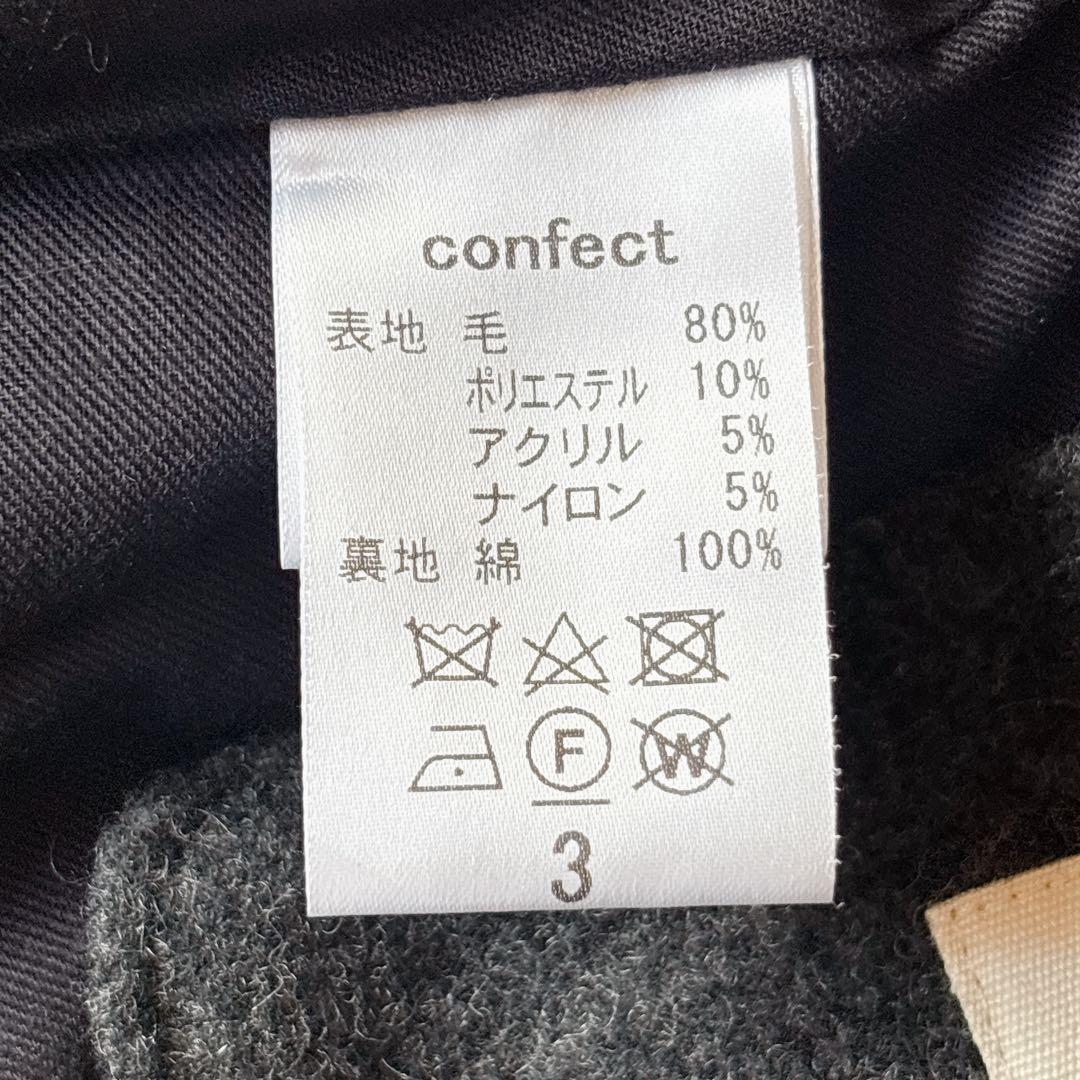 confect
表地 毛 80%
ポリエステル 10%
アクリル 5%
ナイロン 5%
裏地 綿 100%
F W
3